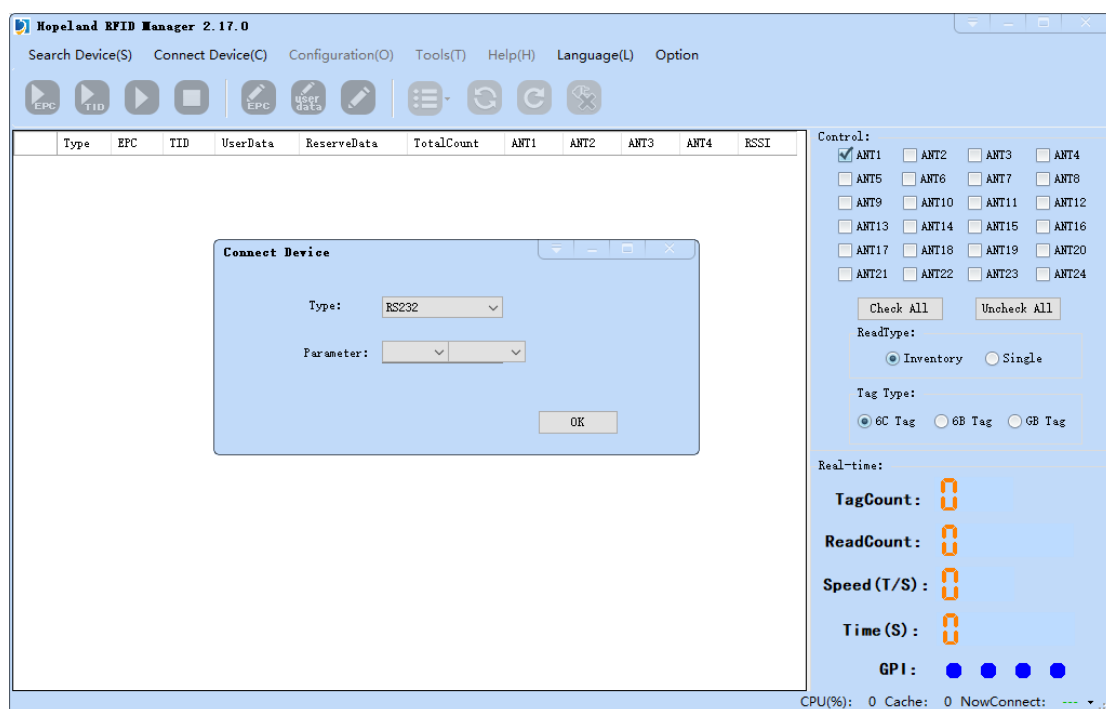 Hopeland RFID Manager 2.17.0
Search Device(S) Connect Device(C) Configuration(O) Tools(T) Help(H) Language(L) Option
EPC TID EPC user data
Type EPC TID UserData ReserveData TotalCount ANT1 ANT2 ANT3 ANT4 RSSI
Connect Device
Type: RS232
Parameter:
OK
Control:
ANT1 ANT2 ANT3 ANT4
ANT5 ANT6 ANT7 ANT8
ANT9 ANT10 ANT11 ANT12
ANT13 ANT14 ANT15 ANT16
ANT17 ANT18 ANT19 ANT20
ANT21 ANT22 ANT23 ANT24
Check All Uncheck All
ReadType:
Inventory Single
Tag Type:
6C Tag 6B Tag GB Tag
Real-time:
TagCount: 0
ReadCount: 0
Speed(T/S): 0
Time(S): 0
GPI:
CPU(%): 0 Cache: 0 NowConnect: ---